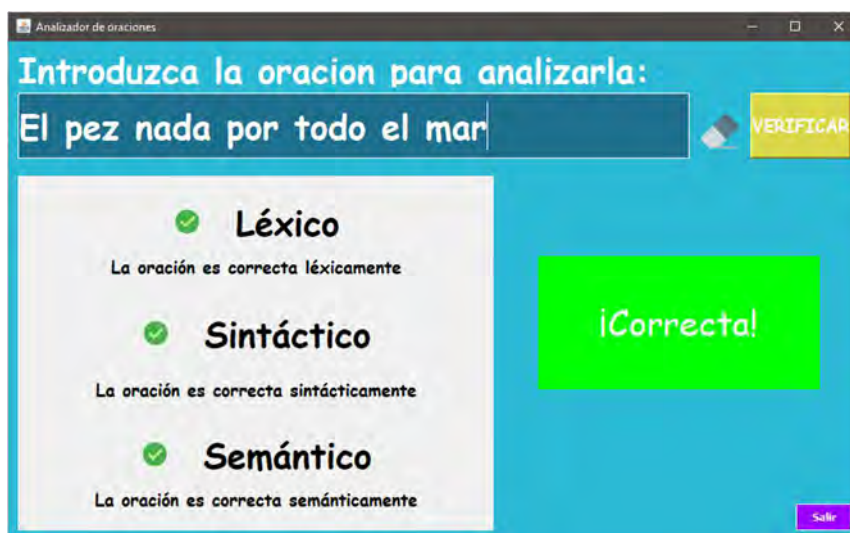 Analizador de oraciones
Introduzca la oracion para analizarla:
El pez nada por todo el mar
VERIFICAR
Léxico
La oración es correcta léxicamente
Sintáctico
La oración es correcta sintácticamente
Semántico
La oración es correcta semánticamente
¡Correcta!
Salir